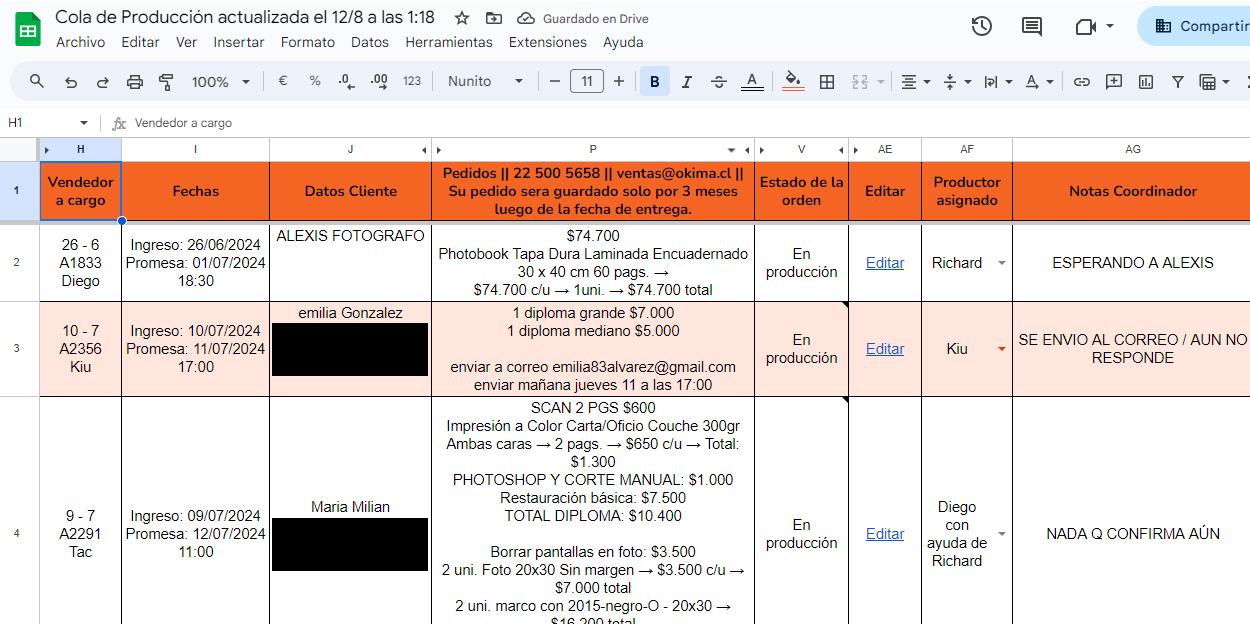 Cola de Producción actualizada el 12/8 a las 1:18
Guardado en Drive
Compartir
Archivo Editar Ver Insertar Formato Datos Herramientas Extensiones Ayuda
100% € % .0 .00 123 Nunito 11 B I A
H1 fx Vendedor a cargo
H I J P V AE AF AG
1
Vendedor
a cargo
Fechas
Datos Cliente
Pedidos || 22 500 5658 || ventas@okima.cl ||
Su pedido sera guardado solo por 3 meses
luego de la fecha de entrega.
Estado de la
orden
Editar
Productor
asignado
Notas Coordinador
2
26 - 6
A1833
Diego
Ingreso: 26/06/2024
Promesa: 01/07/2024
18:30
ALEXIS FOTOGRAFO
$74.700
Photobook Tapa Dura Laminada Encuadernado
30 x 40 cm 60 pags. →
$74.700 c/u → 1uni. → $74.700 total
En
producción
Editar
Richard
ESPERANDO A ALEXIS
3
10 - 7
A2356
Kiu
Ingreso: 10/07/2024
Promesa: 11/07/2024
17:00
emilia Gonzalez
1 diploma grande $7.000
1 diploma mediano $5.000
enviar a correo emilia83alvarez@gmail.com
enviar mañana jueves 11 a las 17:00
En
producción
Editar
Kiu
SE ENVIO AL CORREO / AUN NO
RESPONDE
4
9 - 7
A2291
Tac
Ingreso: 09/07/2024
Promesa: 12/07/2024
11:00
Maria Milian
SCAN 2 PGS $600
Impresión a Color Carta/Oficio Couche 300gr
Ambas caras → 2 pags. → $650 c/u → Total:
$1.300
PHOTOSHOP Y CORTE MANUAL: $1.000
Restauración básica: $7.500
TOTAL DIPLOMA: $10.400
Borrar pantallas en foto: $3.500
2 uni. Foto 20x30 Sin margen → $3.500 c/u →
$7.000 total
2 uni. marco con 2015-negro-O - 20x30 →
$16.200 total
En
producción
Editar
Diego
con
ayuda de
Richard
NADA Q CONFIRMA AÚN